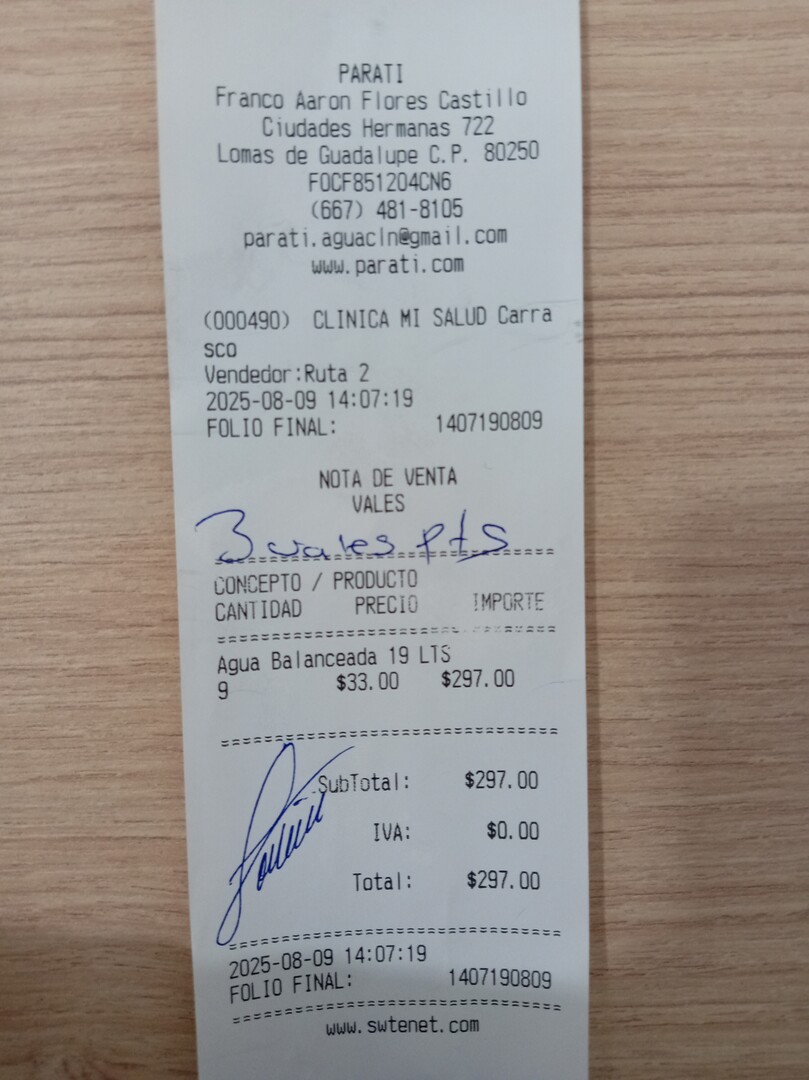 PARATI
Franco Aaron Flores Castillo
Ciudades Hermanas 722
Lomas de Guadalupe C.P. 80250
FOCF851204CN6
(667) 481-8105
parati.aguacln@gmail.com
www.parati.com
(000490) CLINICA MI SALUD Carra
sco
Vendedor:Ruta 2
2025-08-09 14:07:19
FOLIO FINAL: 1407190809
NOTA DE VENTA
VALES
3 vales pts
CONCEPTO / PRODUCTO
CANTIDAD PRECIO IMPORTE
Agua Balanceada 19 LTS
9 $33.00 $297.00
SubTotal: $297.00
IVA: $0.00
Total: $297.00
2025-08-09 14:07:19
FOLIO FINAL: 1407190809
www.swtenet.com